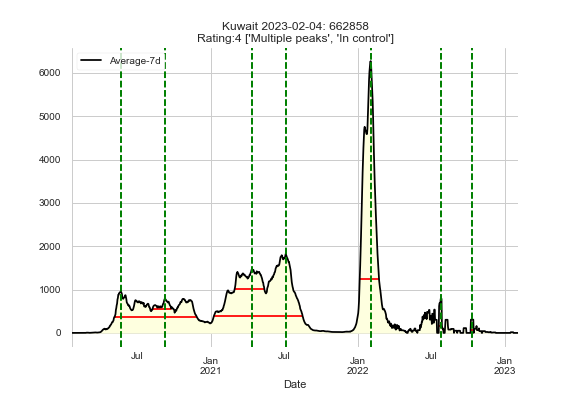 Kuwait 2023-02-04: 662858
Rating:4 ['Multiple peaks', 'In control']
Average-7d
6000
5000
4000
3000
2000
1000
0
Jul
Jan
2021
Jul
Jan
2022
Jul
Jan
2023
Date